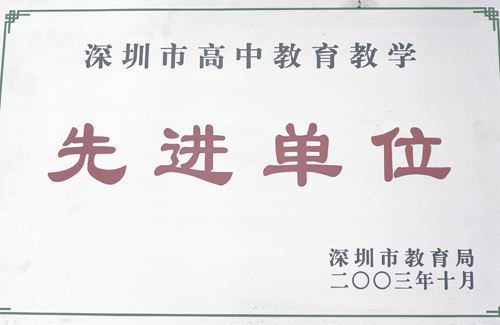 深圳市高中教育教学
先进单位
深圳市教育局
二〇〇三年十月